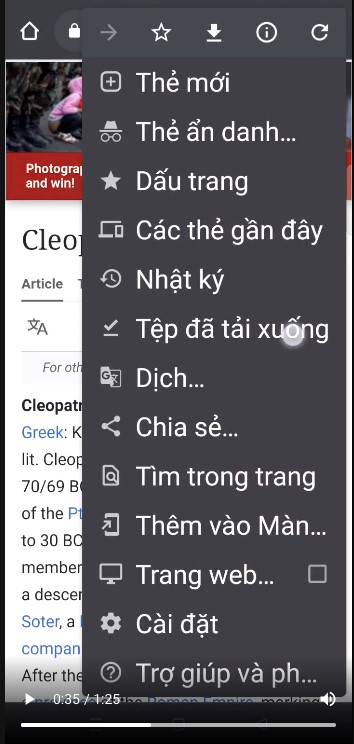 Thẻ mới
Thẻ ẩn danh...
Dấu trang
Các thẻ gần đây
Nhật ký
Tệp đã tải xuống
Dịch...
Chia sẻ...
Tìm trong trang
Thêm vào Màn...
Trang web...
Cài đặt
Trợ giúp và ph...
and win!
Article
For oth
Greek: K
lit. Cleop
70/69 BC
of the Pt
to 30 BC
member
a descen
Soter, a
compan
After the
0:35 / 1:25